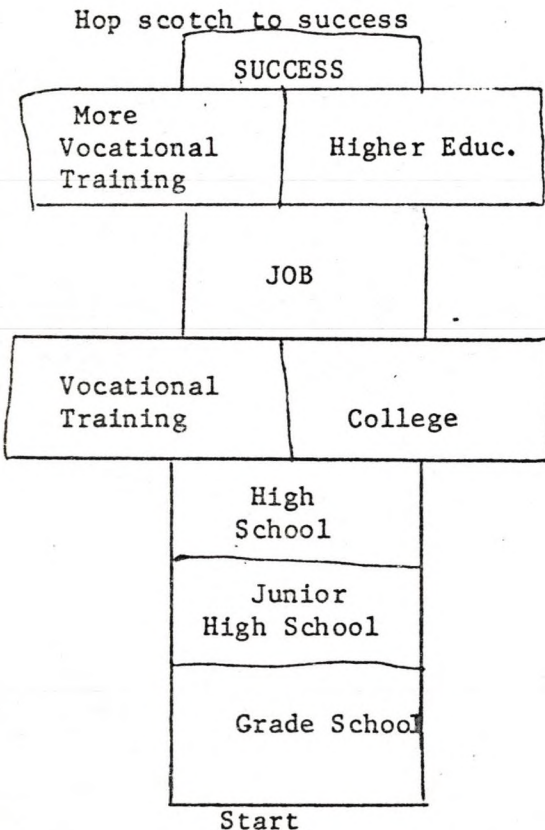 Hop scotch to success
SUCCESS
More
Vocational
Training
Higher Educ.
JOB
Vocational
Training
College
High
School
Junior
High School
Grade School
Start